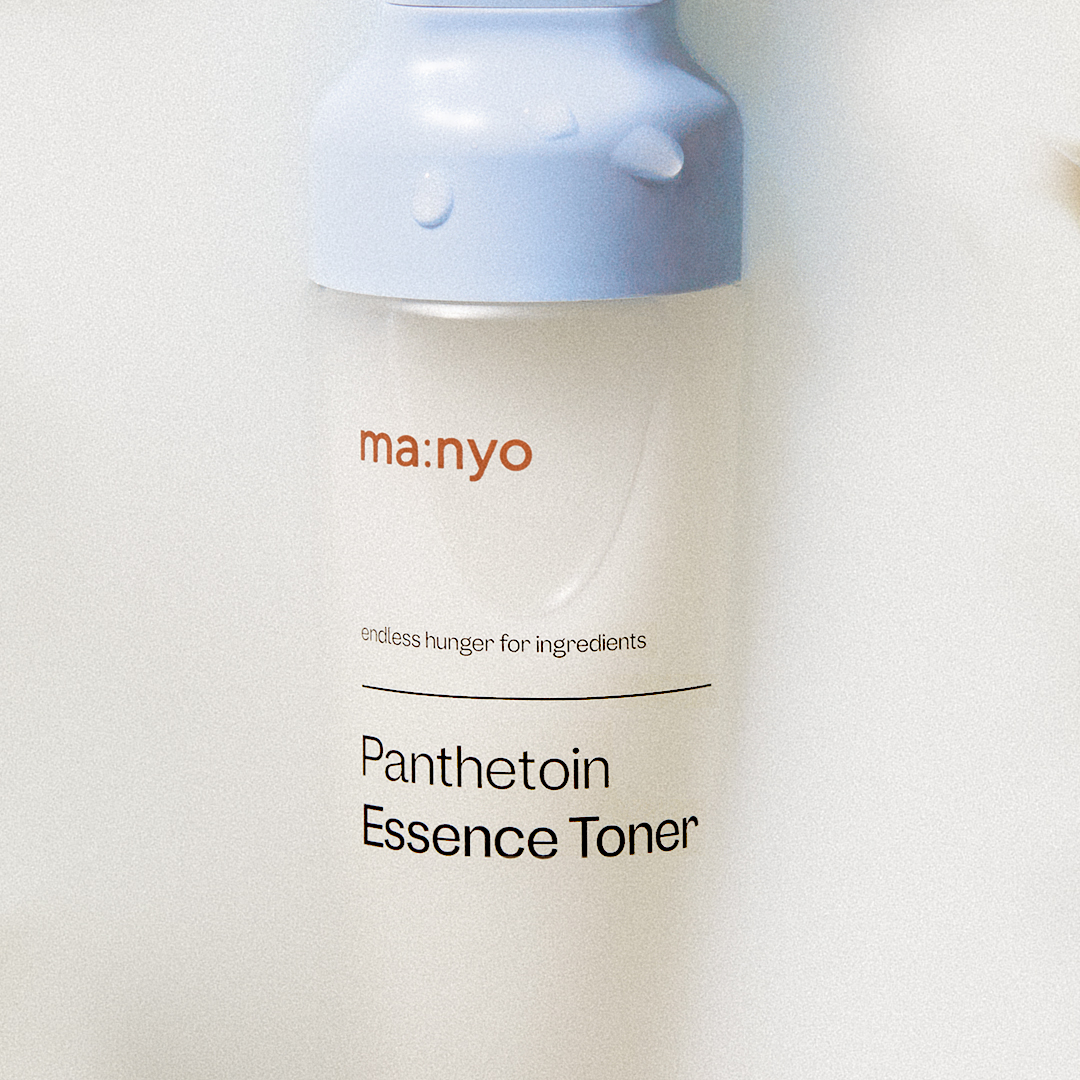 ma:nyo
endless hunger for ingredients
Panthetoin
Essence Toner